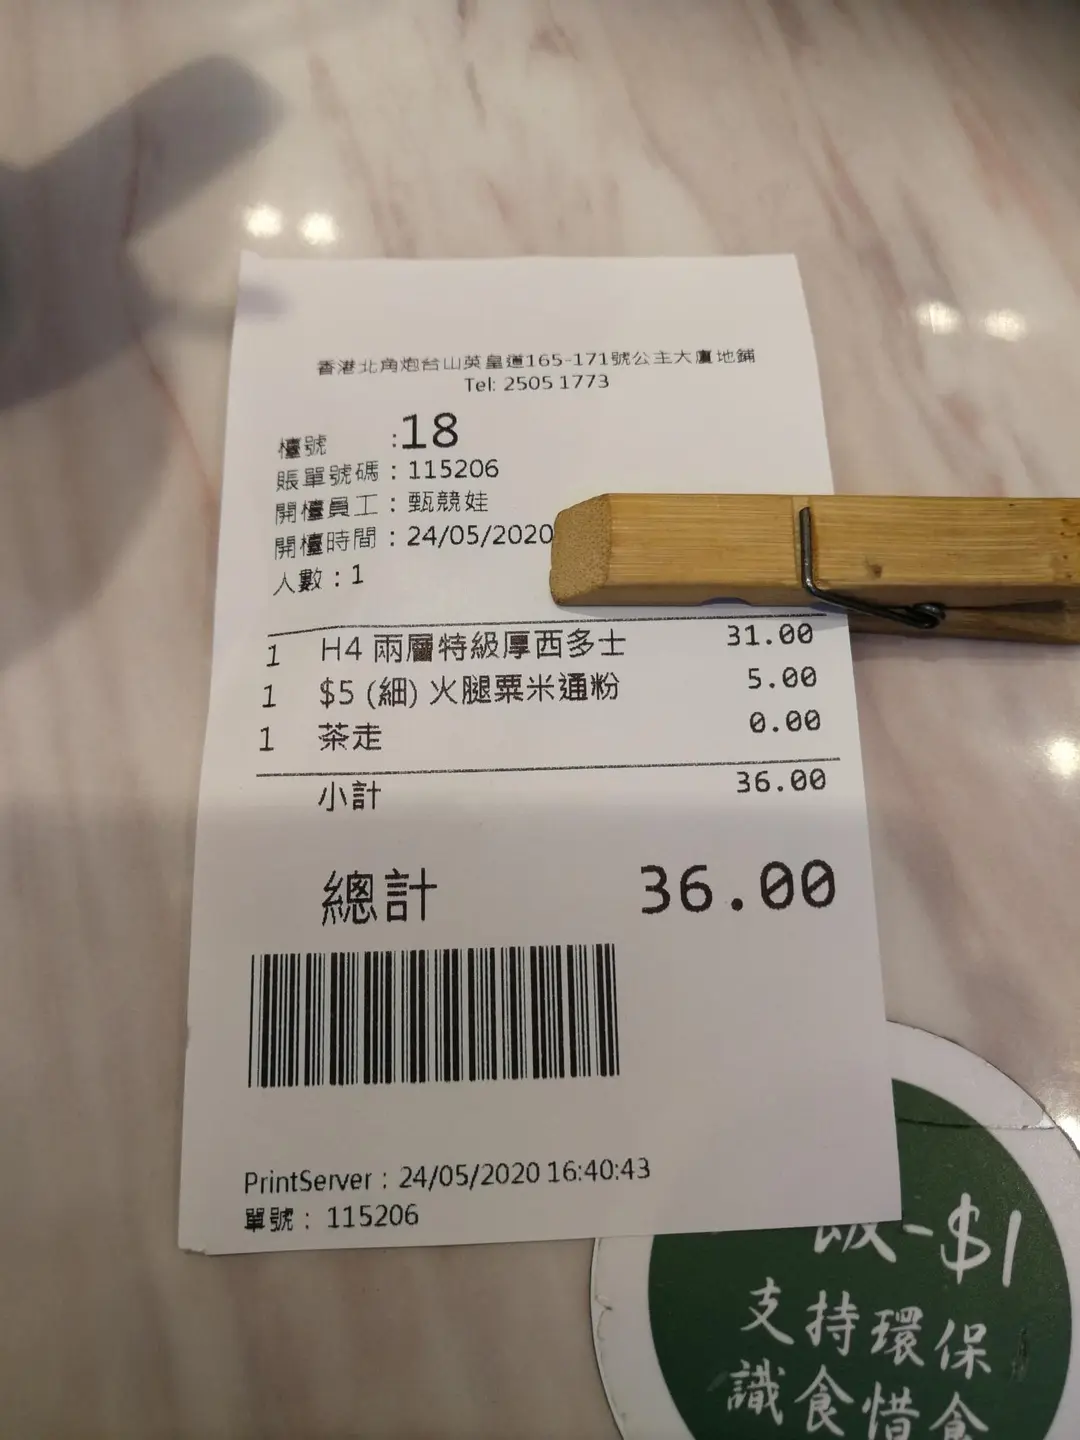 香港北角炮台山英皇道165-171號公主大廈地鋪
Tel: 2505 1773
檯號 :18
賬單號碼 : 115206
開檯員工 : 甄競娃
開檯時間 : 24/05/2020
人數 : 1
1 H4 兩層特級厚西多士 31.00
1 $5 (細) 火腿粟米通粉 5.00
1 茶走 0.00
小計 36.00
總計 36.00
PrintServer : 24/05/2020 16:40:43
單號 : 115206
飯-$1
支持環保
識食惜食